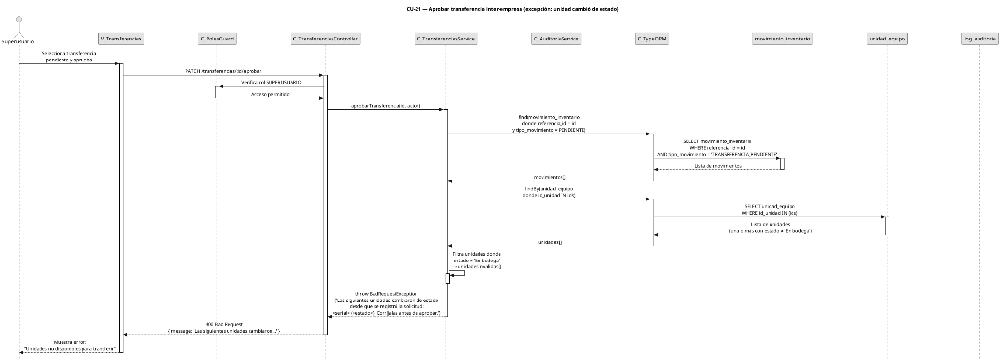 CU-21 — Aprobar transferencia inter-empresa (excepción: unidad cambió de estado)
Superusuario
V_Transferencias
C_RolesGuard
C_TransferenciasController
C_TransferenciasService
C_AuditoriaService
C_TypeORM
movimiento_inventario
unidad_equipo
log_auditoria
Selecciona transferencia
pendiente y aprueba
PATCH /transferencias/:id/aprobar
Verifica rol SUPERUSUARIO
Acceso permitido
aprobarTransferencia(id, actor)
find(movimiento_inventario
donde referencia_id = id
y tipo_movimiento = PENDIENTE)
SELECT movimiento_inventario
WHERE referencia_id = id
AND tipo_movimiento = 'TRANSFERENCIA_PENDIENTE'
Lista de movimientos
movimientos[]
findBy(unidad_equipo
donde id_unidad IN ids)
SELECT unidad_equipo
WHERE id_unidad IN (ids)
Lista de unidades
(una o más con estado ≠ 'En bodega')
unidades[]
Filtra unidades donde
estado ≠ 'En bodega'
→ unidadesInvalidas[]
throw BadRequestException
('Las siguientes unidades cambiaron de estado
desde que se registró la solicitud:
<serial> (<estado>). Corríjalas antes de aprobar.')
400 Bad Request
{ message: 'Las siguientes unidades cambiaron...' }
Muestra error:
"Unidades no disponibles para transferir"